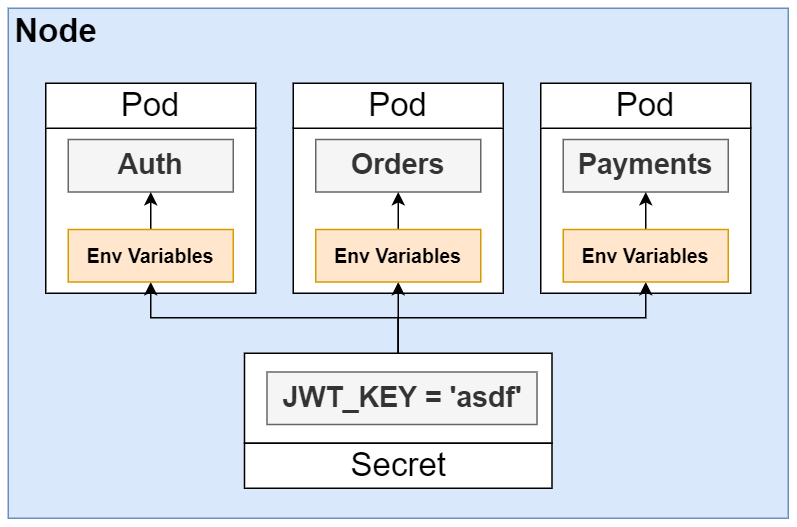 Node
Pod
Auth
Env Variables
Pod
Orders
Env Variables
Pod
Payments
Env Variables
JWT_KEY = 'asdf'
Secret